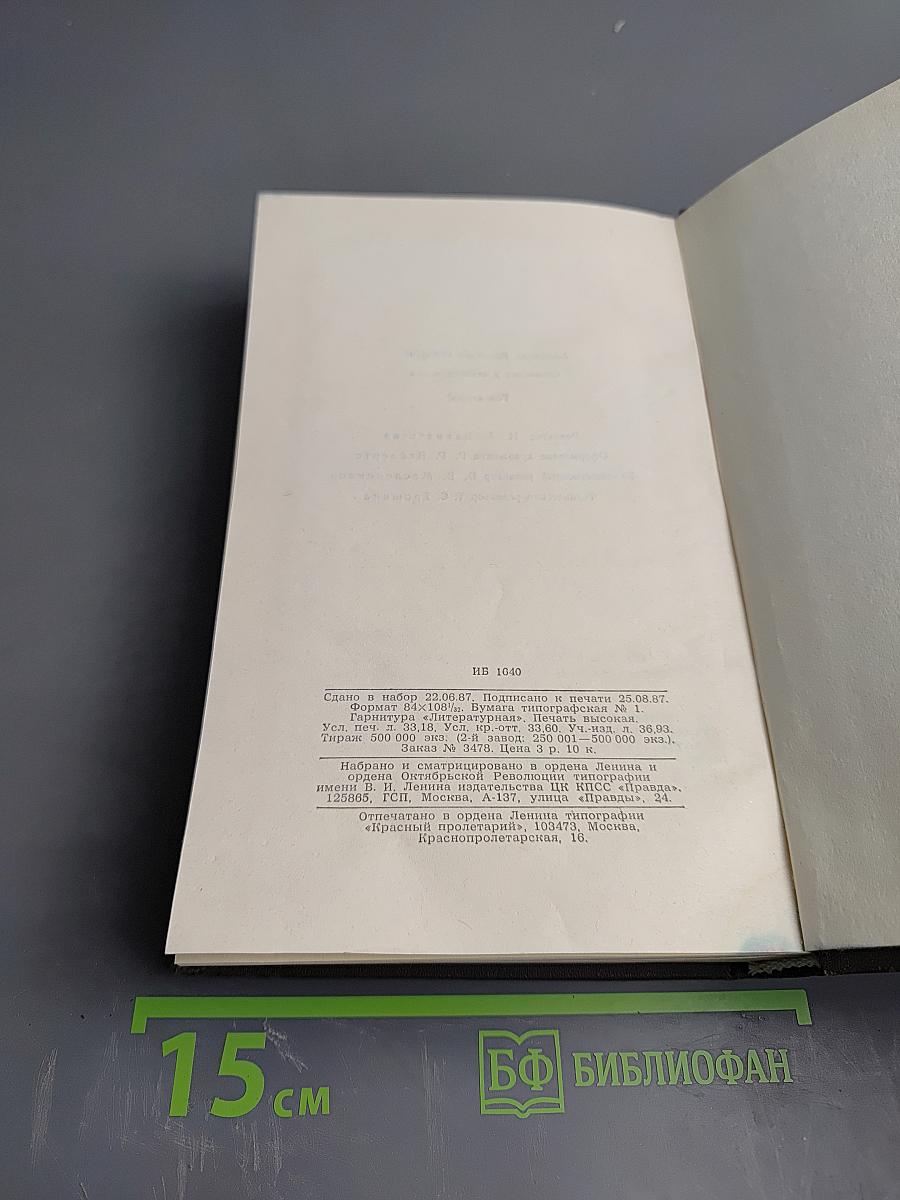 ИБ 1640
Сдано в набор 22.06.87. Подписано к печати 25.08.87.
Формат 84×108¹/₃₂. Бумага типографская № 1.
Гарнитура «Литературная». Печать высокая.
Усл. печ. л. 33,18. Усл. кр.-отт. 33,60. Уч.-изд. л. 36,93.
Тираж 500 000 экз. (2-й завод: 250 001—500 000 экз.).
Заказ № 3478. Цена 3 р. 10 к.
Набрано и сматрицировано в ордена Ленина и
ордена Октябрьской Революции типографии
имени В. И. Ленина издательства ЦК КПСС «Правда».
125865, ГСП, Москва, А-137, улица «Правды», 24.
Отпечатано в ордена Ленина типографии
«Красный пролетарий», 103473, Москва,
Краснопролетарская, 16.
15 см
БФ БИБЛИОФАН